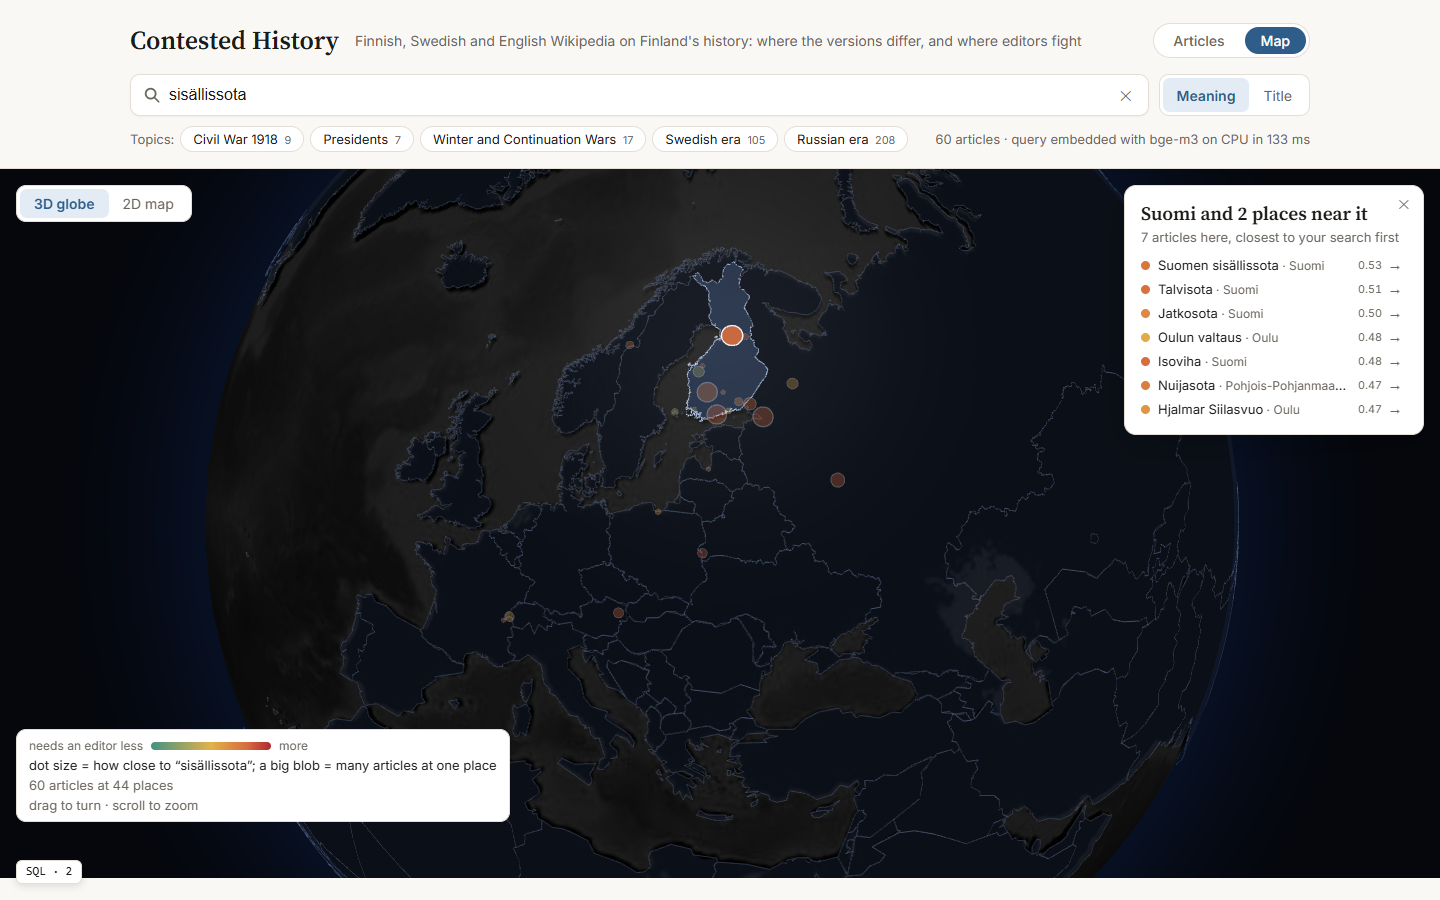 Contested History
Finnish, Swedish and English Wikipedia on Finland's history: where the versions differ, and where editors fight
Articles
Map
sisällissota
Meaning
Title
Topics:
Civil War 1918 9
Presidents 7
Winter and Continuation Wars 17
Swedish era 105
Russian era 208
60 articles · query embedded with bge-m3 on CPU in 133 ms
3D globe
2D map
Suomi and 2 places near it
7 articles here, closest to your search first
Suomen sisällissota · Suomi 0.53 →
Talvisota · Suomi 0.51 →
Jatkosota · Suomi 0.50 →
Oulun valtaus · Oulu 0.48 →
Isoviha · Suomi 0.48 →
Nuijasota · Pohjois-Pohjanmaa... 0.47 →
Hjalmar Siilasvuo · Oulu 0.47 →
needs an editor less more
dot size = how close to “sisällissota”; a big blob = many articles at one place
60 articles at 44 places
drag to turn · scroll to zoom
SQL · 2